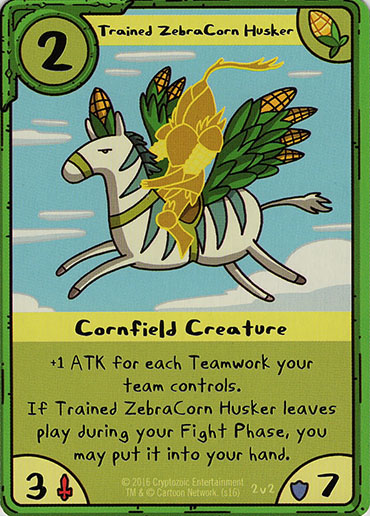 2
Trained ZebraCorn Husker
Cornfield Creature
+1 ATK for each Teamwork your
team controls.
If Trained ZebraCorn Husker leaves
play during your Fight Phase, you
may put it into your hand.
3
© 2016 Cryptozoic Entertainment
TM & © Cartoon Network. (s16)
2v2
7